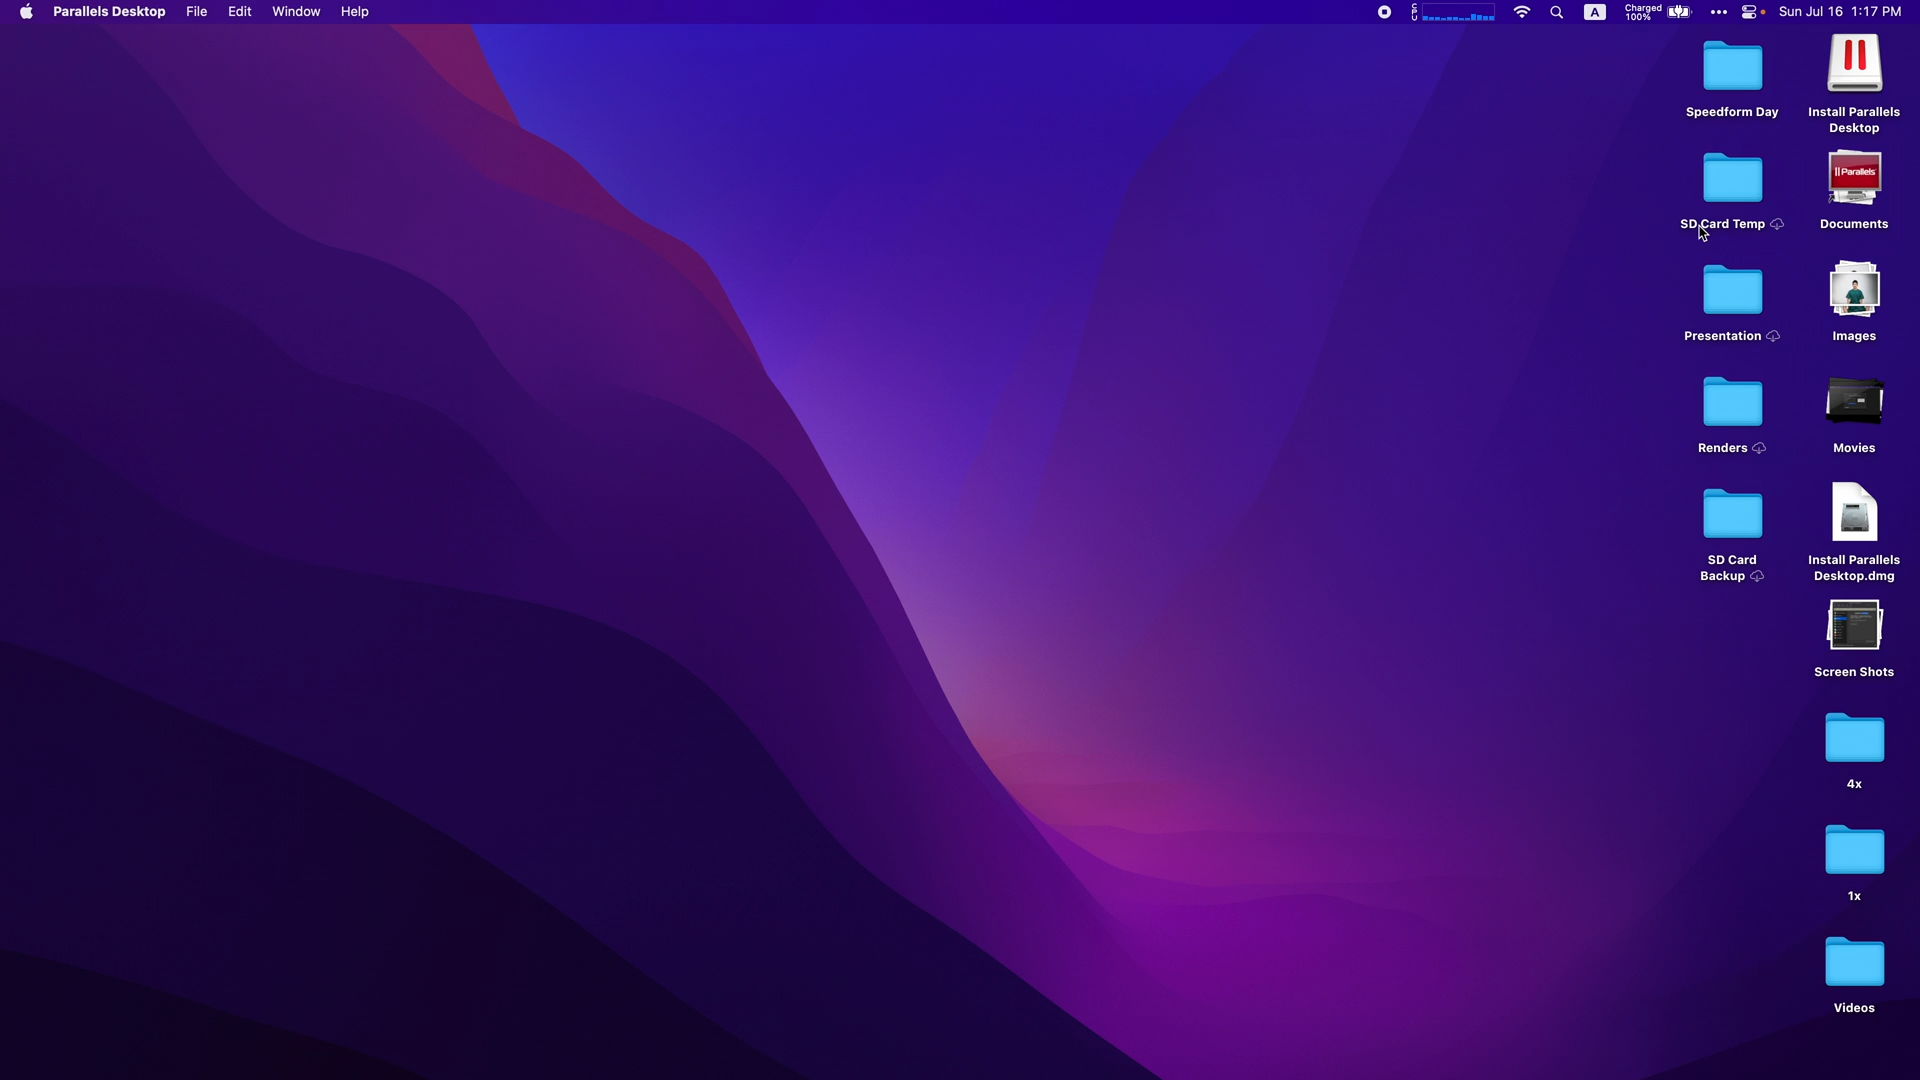 Parallels Desktop File Edit Window Help
CPU
A
Charged
100%
Sun Jul 16 1:17 PM
Speedform Day
Install Parallels
Desktop
SD Card Temp
|| Parallels
Documents
Presentation
Images
Renders
Movies
SD Card
Backup
Install Parallels
Desktop.dmg
Screen Shots
4x
1x
Videos